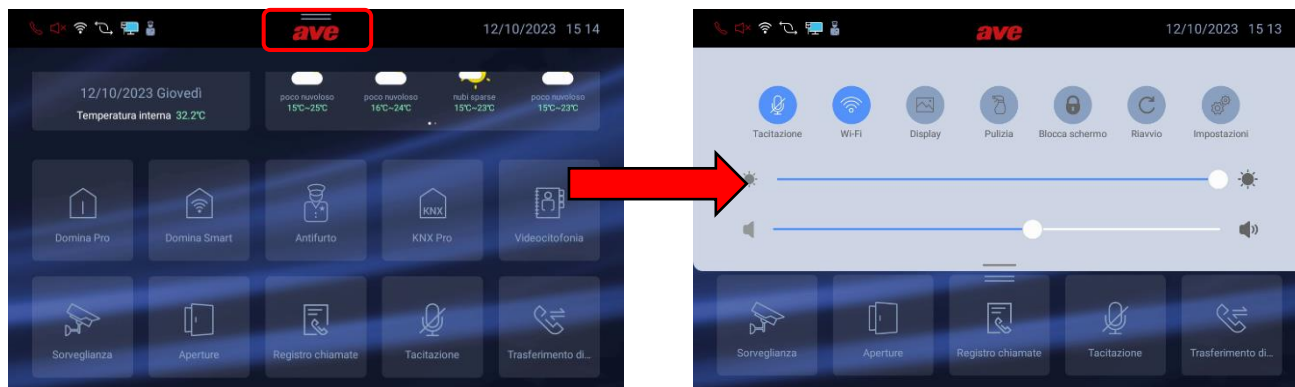 ave
12/10/2023 15 14
12/10/2023 Giovedì
Temperatura interna 32.2°C
poco nuvoloso
15°C~25°C
poco nuvoloso
16°C~24°C
nubi sparse
15°C~23°C
poco nuvoloso
15°C~23°C
Domina Pro
Domina Smart
Antifurto
KNX
KNX Pro
Videocitofonia
Sorveglianza
Aperture
Registro chiamate
Tacitazione
Trasferimento di...
ave
12/10/2023 15 13
Tacitazione
Wi-Fi
Display
Pulizia
Blocca schermo
Riavvio
Impostazioni
Sorveglianza
Aperture
Registro chiamate
Tacitazione
Trasferimento di...